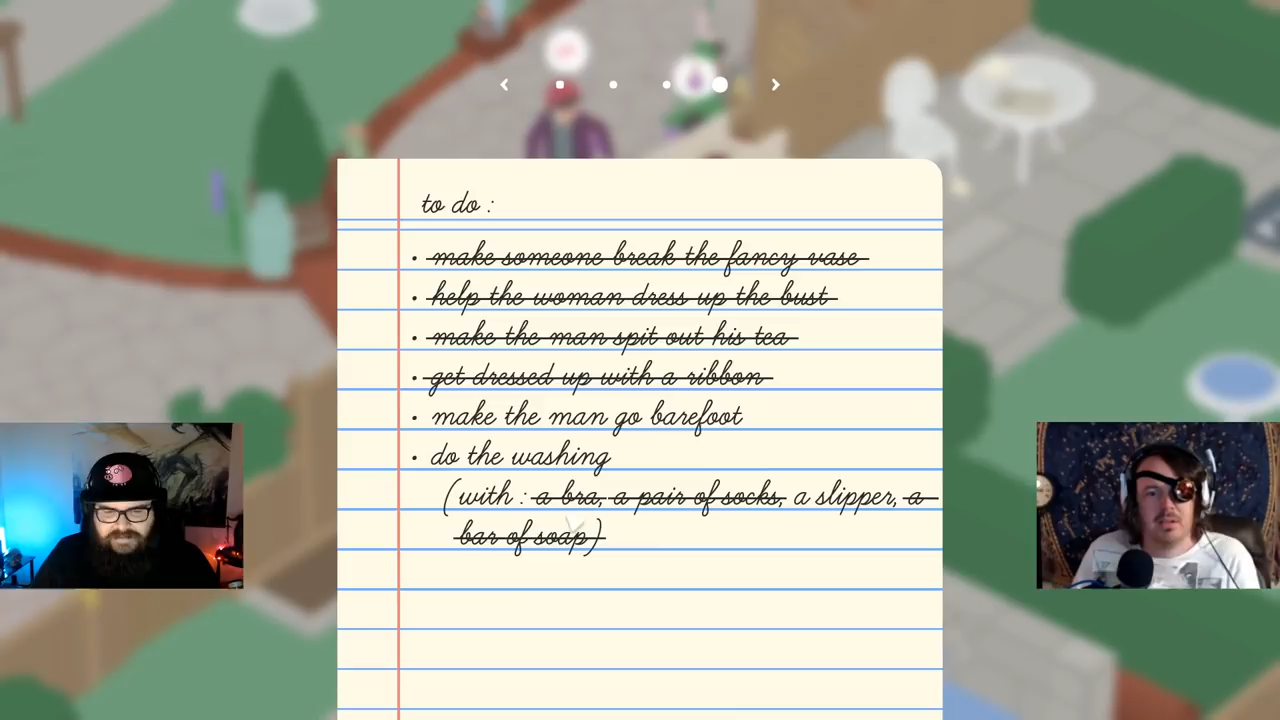 to do :
• make someone break the fancy vase
• help the woman dress up the bust
• make the man spit out his tea
• get dressed up with a ribbon
• make the man go barefoot
• do the washing
(with : a bra, a pair of socks, a slipper, a
bar of soap)